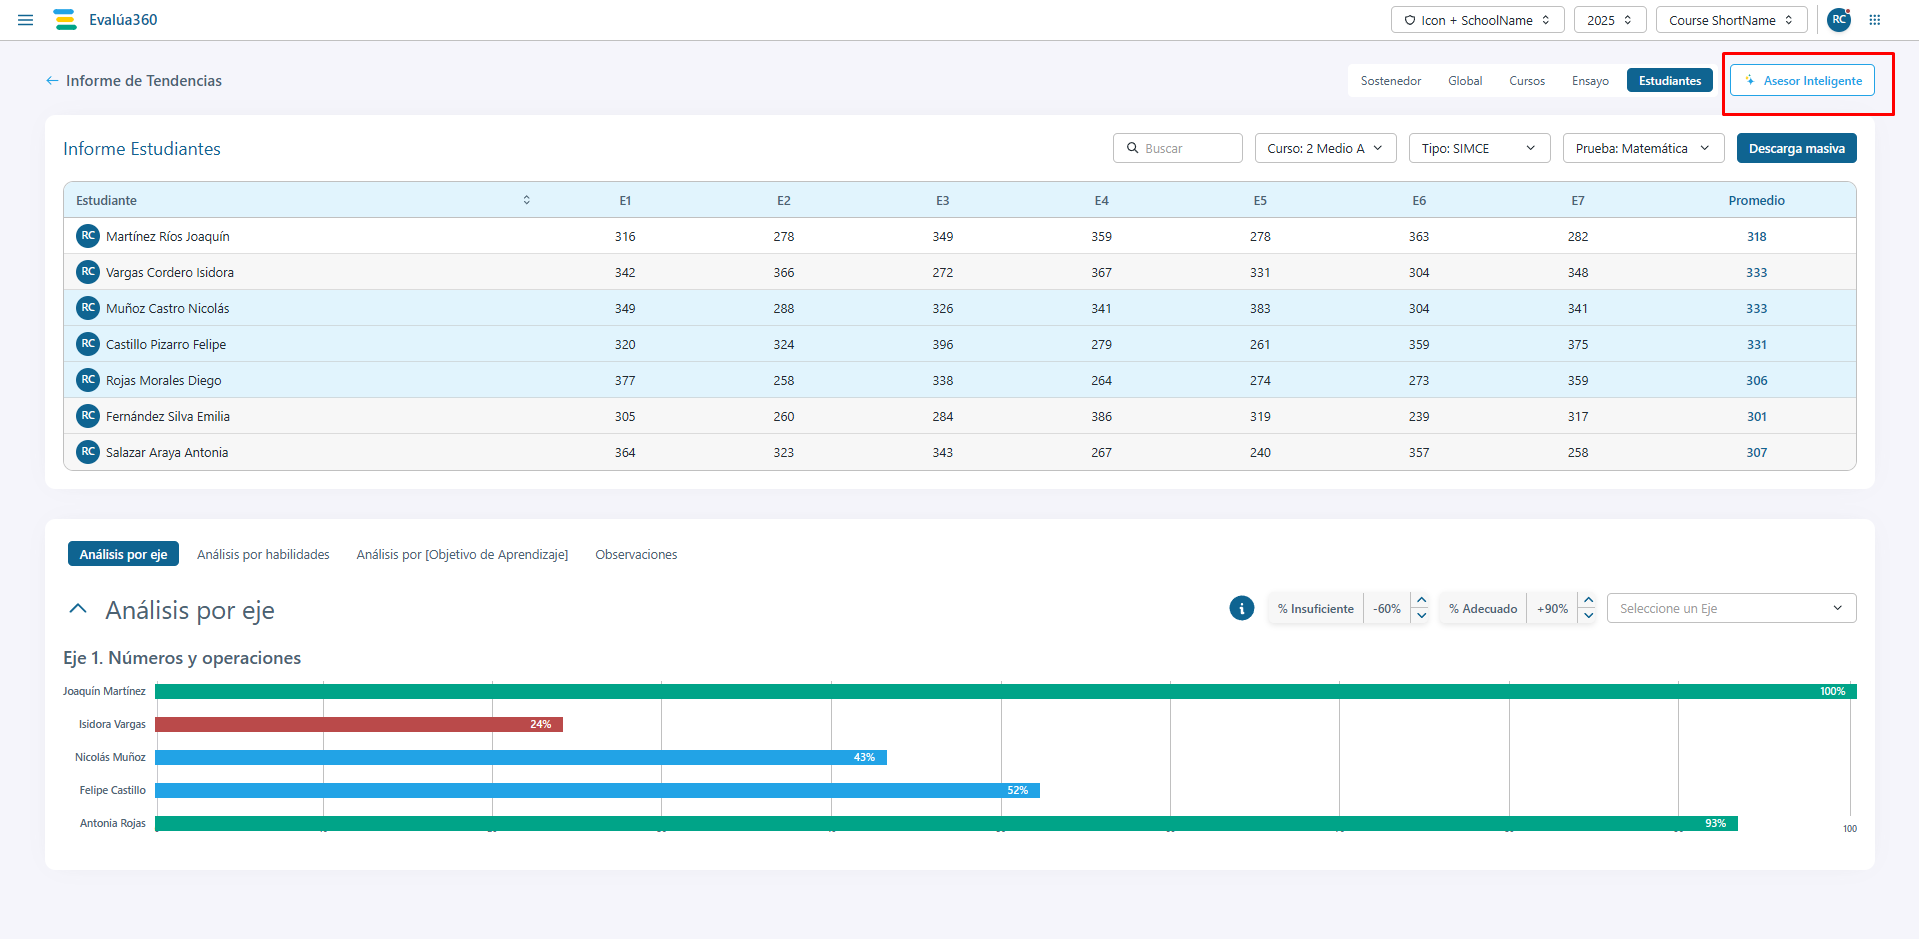 Evalúa360
Icon + SchoolName
2025
Course ShortName
RC
Informe de Tendencias
Sostenedor
Global
Cursos
Ensayo
Estudiantes
Asesor Inteligente
Informe Estudiantes
Buscar
Curso: 2 Medio A
Tipo: SIMCE
Prueba: Matemática
Descarga masiva
Estudiante E1 E2 E3 E4 E5 E6 E7 Promedio
RC Martínez Ríos Joaquín 316 278 349 359 278 363 282 318
RC Vargas Cordero Isidora 342 366 272 367 331 304 348 333
RC Muñoz Castro Nicolás 349 288 326 341 383 304 341 333
RC Castillo Pizarro Felipe 320 324 396 279 261 359 375 331
RC Rojas Morales Diego 377 258 338 264 274 273 359 306
RC Fernández Silva Emilia 305 260 284 386 319 239 317 301
RC Salazar Araya Antonia 364 323 343 267 240 357 258 307
Análisis por eje
Análisis por habilidades
Análisis por [Objetivo de Aprendizaje]
Observaciones
Análisis por eje
% Insuficiente -60%
% Adecuado +90%
Seleccione un Eje
Eje 1. Números y operaciones
Joaquín Martínez 100%
Isidora Vargas 24%
Nicolás Muñoz 43%
Felipe Castillo 52%
Antonia Rojas 93%
100